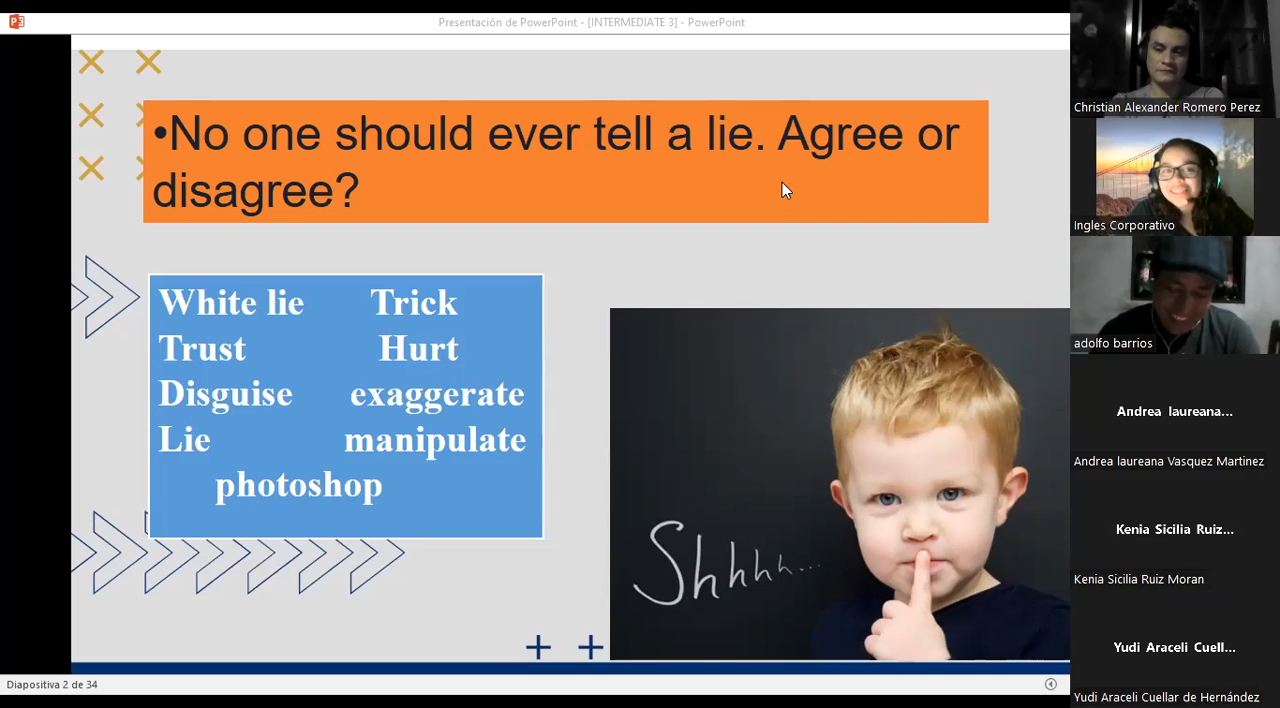 Presentación de PowerPoint - [INTERMEDIATE 3] - PowerPoint
•No one should ever tell a lie. Agree or
disagree?
White lie Trick
Trust Hurt
Disguise exaggerate
Lie manipulate
photoshop
Shhhh...
Diapositiva 2 de 34
Christian Alexander Romero Perez
Ingles Corporativo
adolfo barrios
Andrea laureana...
Andrea laureana Vasquez Martinez
Kenia Sicilia Ruiz...
Kenia Sicilia Ruiz Moran
Yudi Araceli Cuell...
Yudi Araceli Cuellar de Hernández